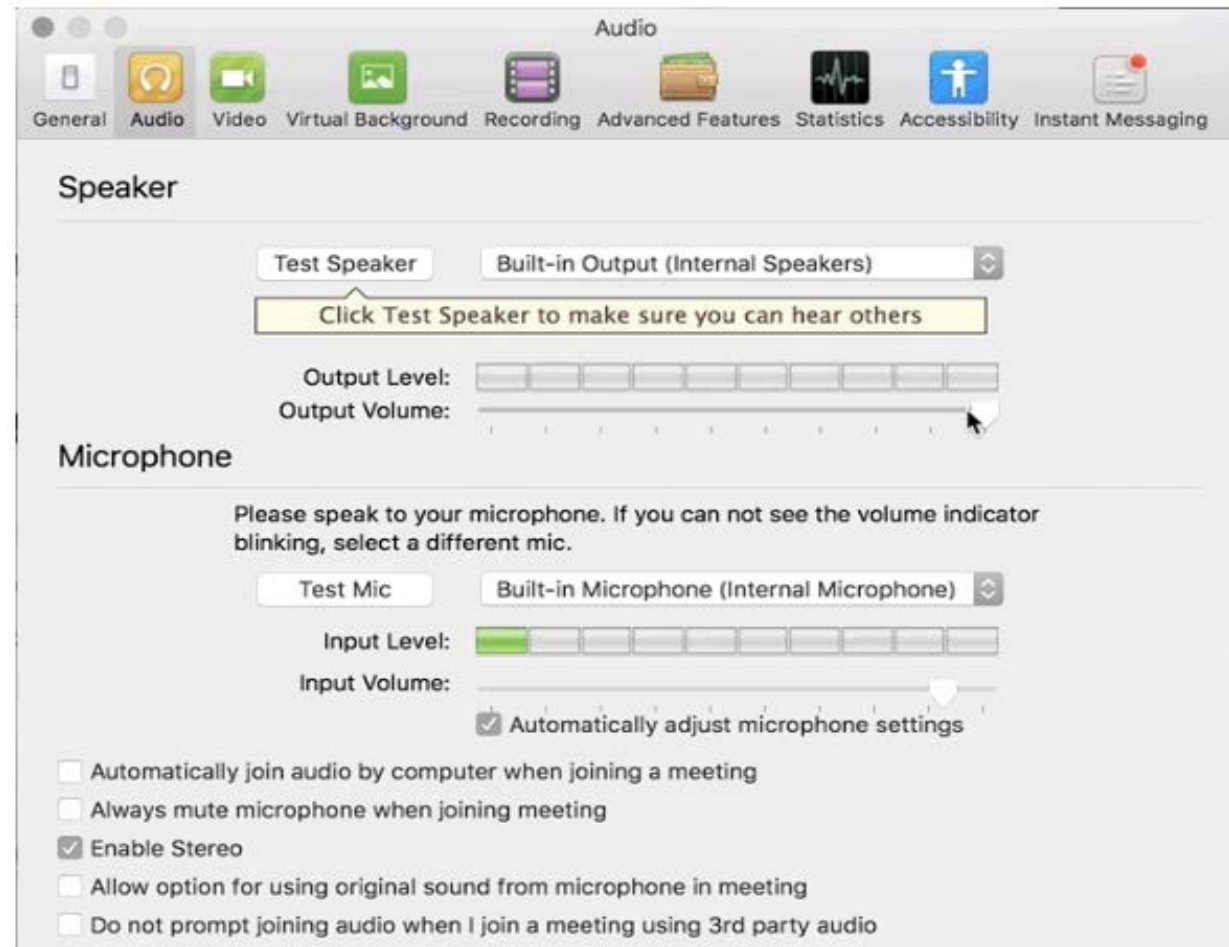 Audio
General Audio Video Virtual Background Recording Advanced Features Statistics Accessibility Instant Messaging
Speaker
Test Speaker Built-in Output (Internal Speakers)
Click Test Speaker to make sure you can hear others
Output Level:
Output Volume:
Microphone
Please speak to your microphone. If you can not see the volume indicator
blinking, select a different mic.
Test Mic Built-in Microphone (Internal Microphone)
Input Level:
Input Volume:
Automatically adjust microphone settings
Automatically join audio by computer when joining a meeting
Always mute microphone when joining meeting
Enable Stereo
Allow option for using original sound from microphone in meeting
Do not prompt joining audio when I join a meeting using 3rd party audio